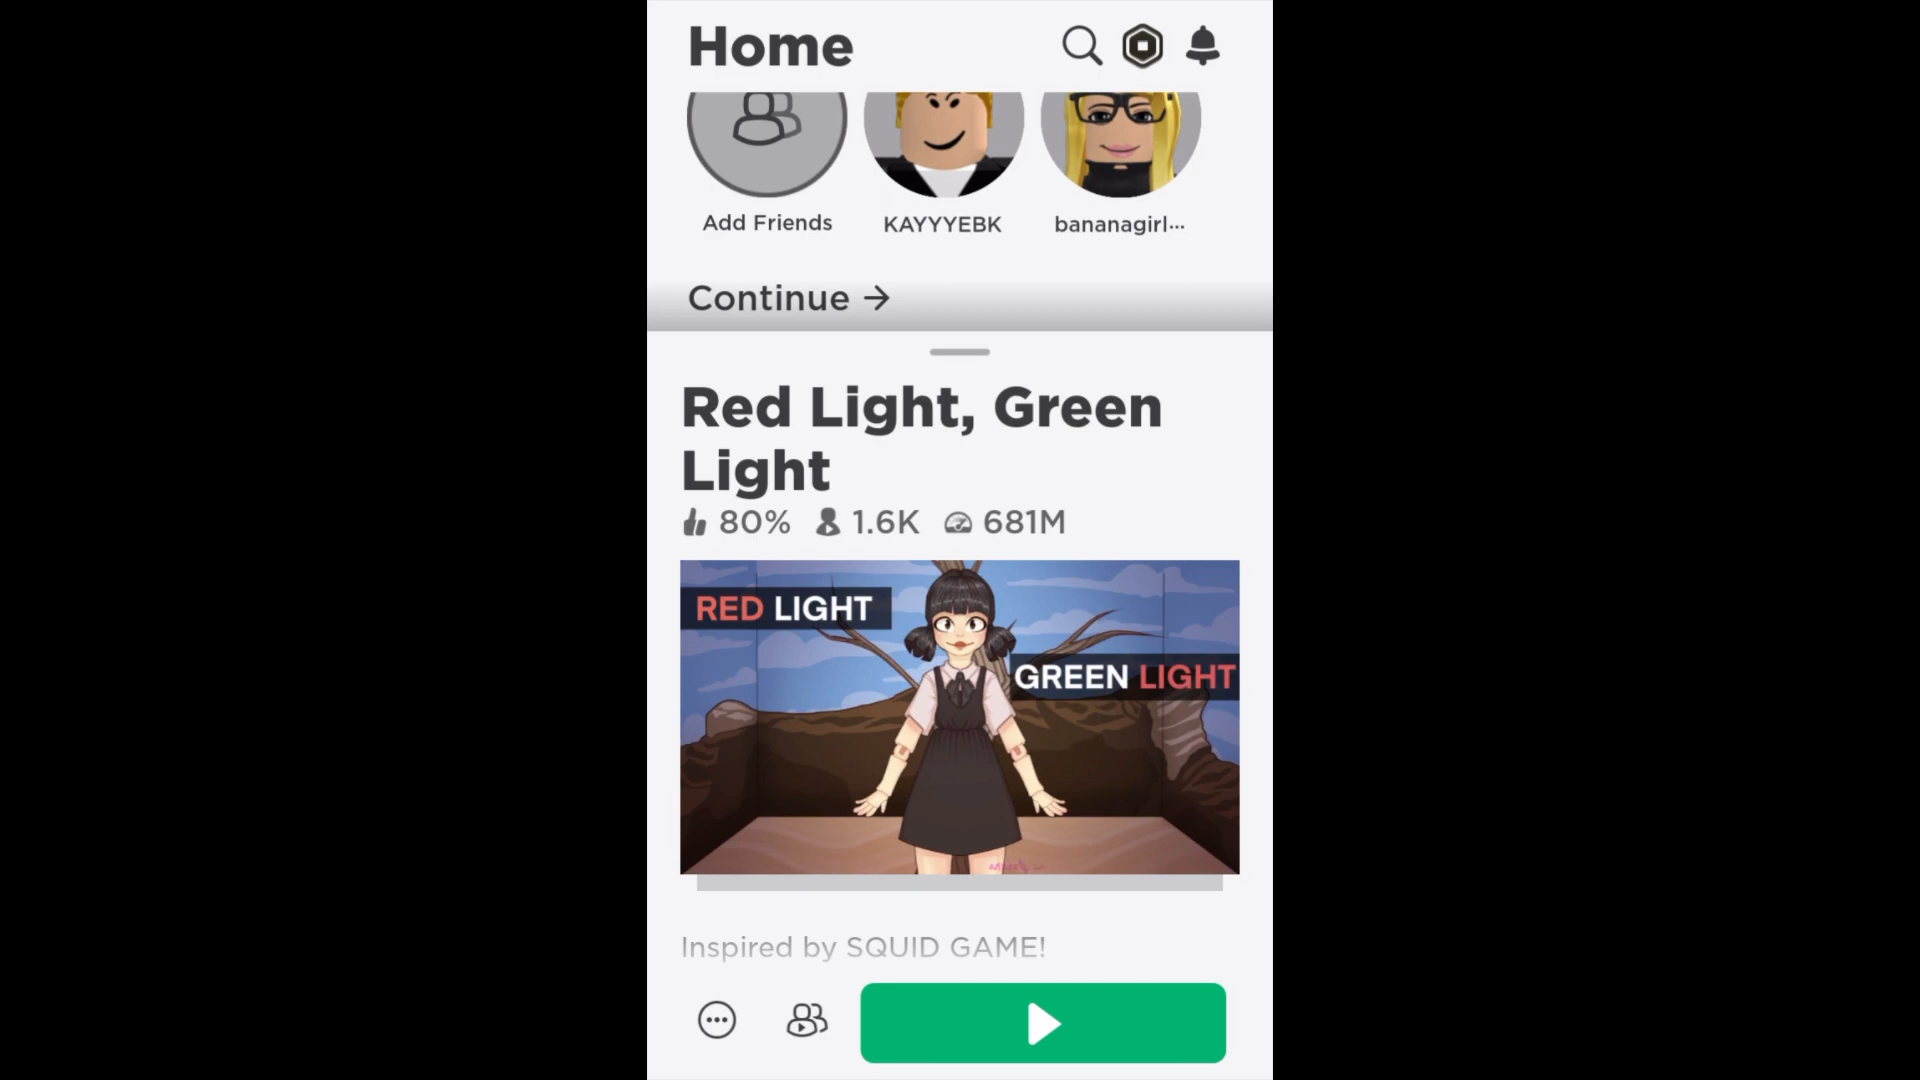 Home
Add Friends
KAYYYEBK
bananagirl...
Continue →
Red Light, Green
Light
80% 1.6K 681M
RED LIGHT
GREEN LIGHT
Inspired by SQUID GAME!